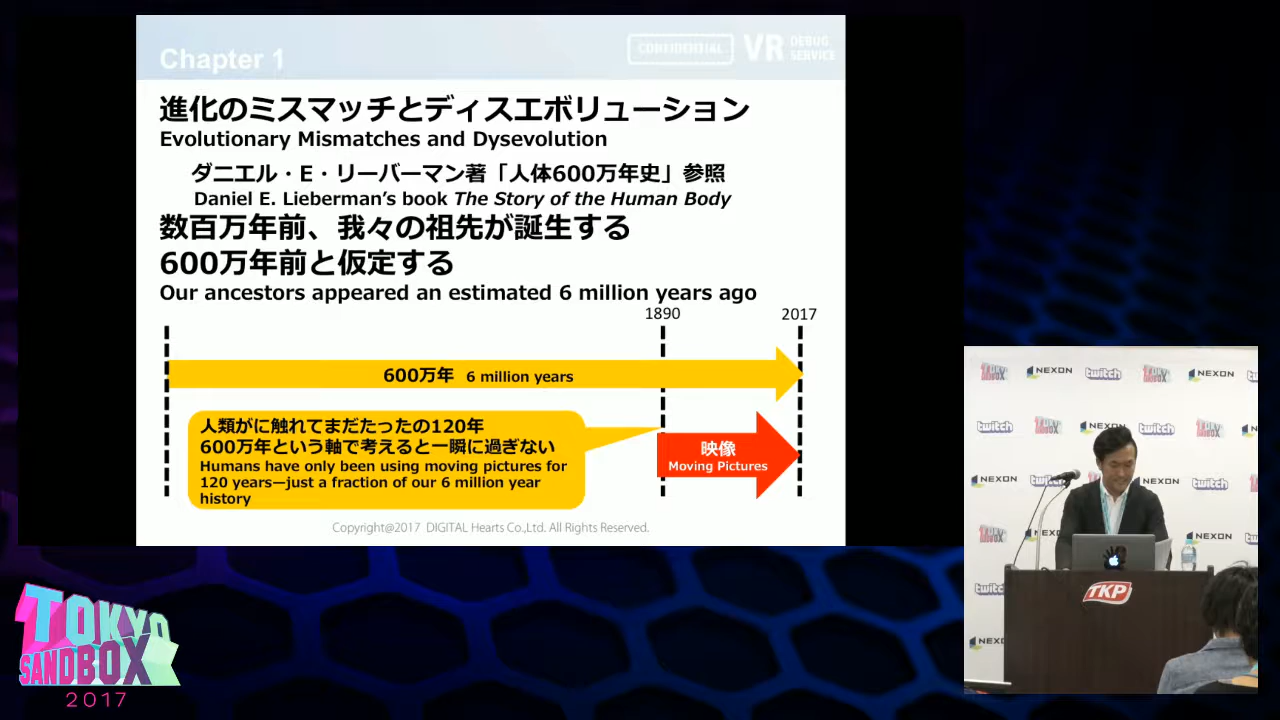 Chapter 1
CONFIDENTIAL
VR DEBUG
SERVICE
進化のミスマッチとディスエボリューション
Evolutionary Mismatches and Dysevolution
ダニエル・E・リーバーマン著「人体600万年史」参照
Daniel E. Lieberman's book The Story of the Human Body
数百万年前、我々の祖先が誕生する
600万年前と仮定する
Our ancestors appeared an estimated 6 million years ago
1890
2017
600万年 6 million years
人類がに触れてまだたったの120年
600万年という軸で考えると一瞬に過ぎない
Humans have only been using moving pictures for
120 years—just a fraction of our 6 million year
history
映像
Moving Pictures
Copyright@2017 DIGITAL Hearts Co.,Ltd. All Rights Reserved.
TOKYO
SANDBOX
2017
NEXON
twitch
NEXON
twitch
NEXON
twitch
NEXON
twitch
NEXON
NEXON
TKP